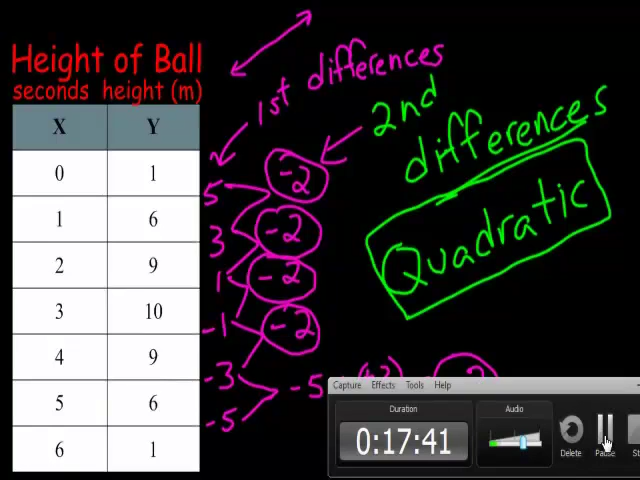 Height of Ball
seconds height (m)
X Y
0 1
1 6
2 9
3 10
4 9
5 6
6 1
1st differences
5
3
1
-1
-3
-5
-2
-2
-2
-2
2nd
differences
Quadratic
-5
Capture Effects Tools Help
Duration
0:17:41
Audio
Delete
Pause